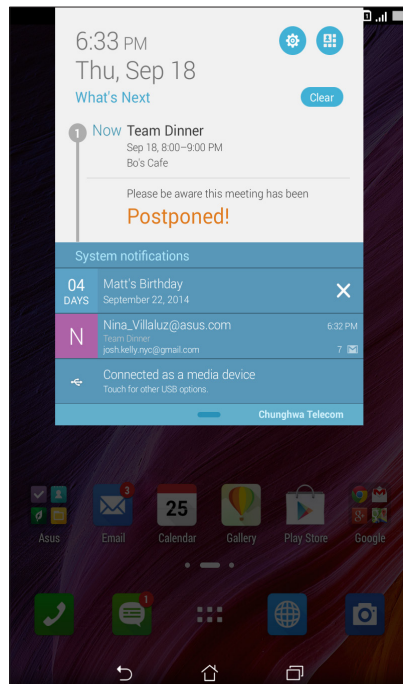 1
6:33 PM
Thu, Sep 18
What's Next
Clear
1
Now Team Dinner
Sep 18, 8:00–9:00 PM
Bo's Cafe
Please be aware this meeting has been
Postponed!
System notifications
04
DAYS
Matt's Birthday
September 22, 2014
N
Nina_Villaluz@asus.com
6:32 PM
Team Dinner
josh.kelly.nyc@gmail.com
7
Connected as a media device
Touch for other USB options.
Chunghwa Telecom
3
25
Asus
Email
Calendar
Gallery
Play Store
Google
1